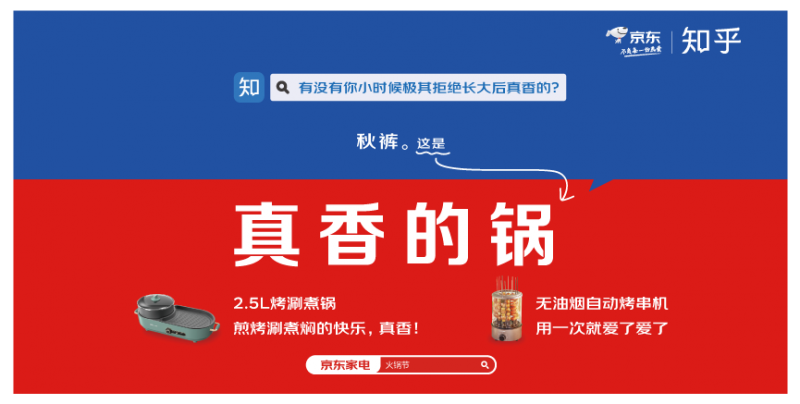 京东 知乎
不负每一份热爱
知 有没有你小时候极其拒绝长大后真香的?
秋裤。这是
真香的锅
2.5L烤涮煮锅
煎烤涮煮焖的快乐，真香！
无油烟自动烤串机
用一次就爱了爱了
京东家电 火锅节